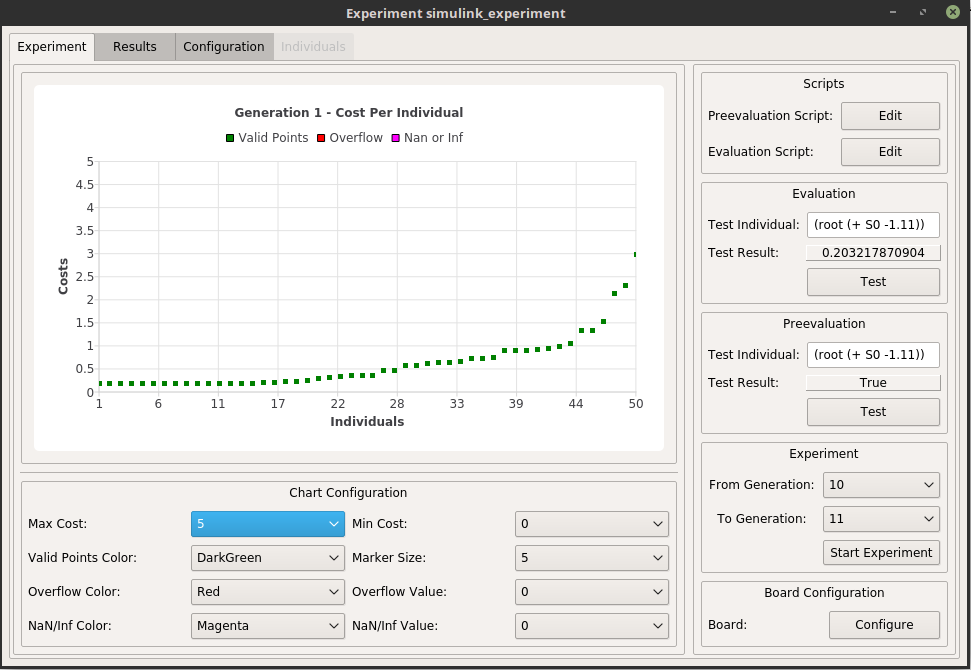 Experiment simulink_experiment
Experiment Results Configuration Individuals
Generation 1 - Cost Per Individual
Valid Points Overflow Nan or Inf
5
4.5
4
3.5
3
2.5
2
1.5
1
0.5
0
Costs
1 6 11 17 22 28 33 39 44 50
Individuals
Chart Configuration
Max Cost: 5 Min Cost: 0
Valid Points Color: DarkGreen Marker Size: 5
Overflow Color: Red Overflow Value: 0
NaN/Inf Color: Magenta NaN/Inf Value: 0
Scripts
Preevaluation Script: Edit
Evaluation Script: Edit
Evaluation
Test Individual: (root (+ S0 -1.11))
Test Result: 0.203217870904
Test
Preevaluation
Test Individual: (root (+ S0 -1.11))
Test Result: True
Test
Experiment
From Generation: 10
To Generation: 11
Start Experiment
Board Configuration
Board: Configure